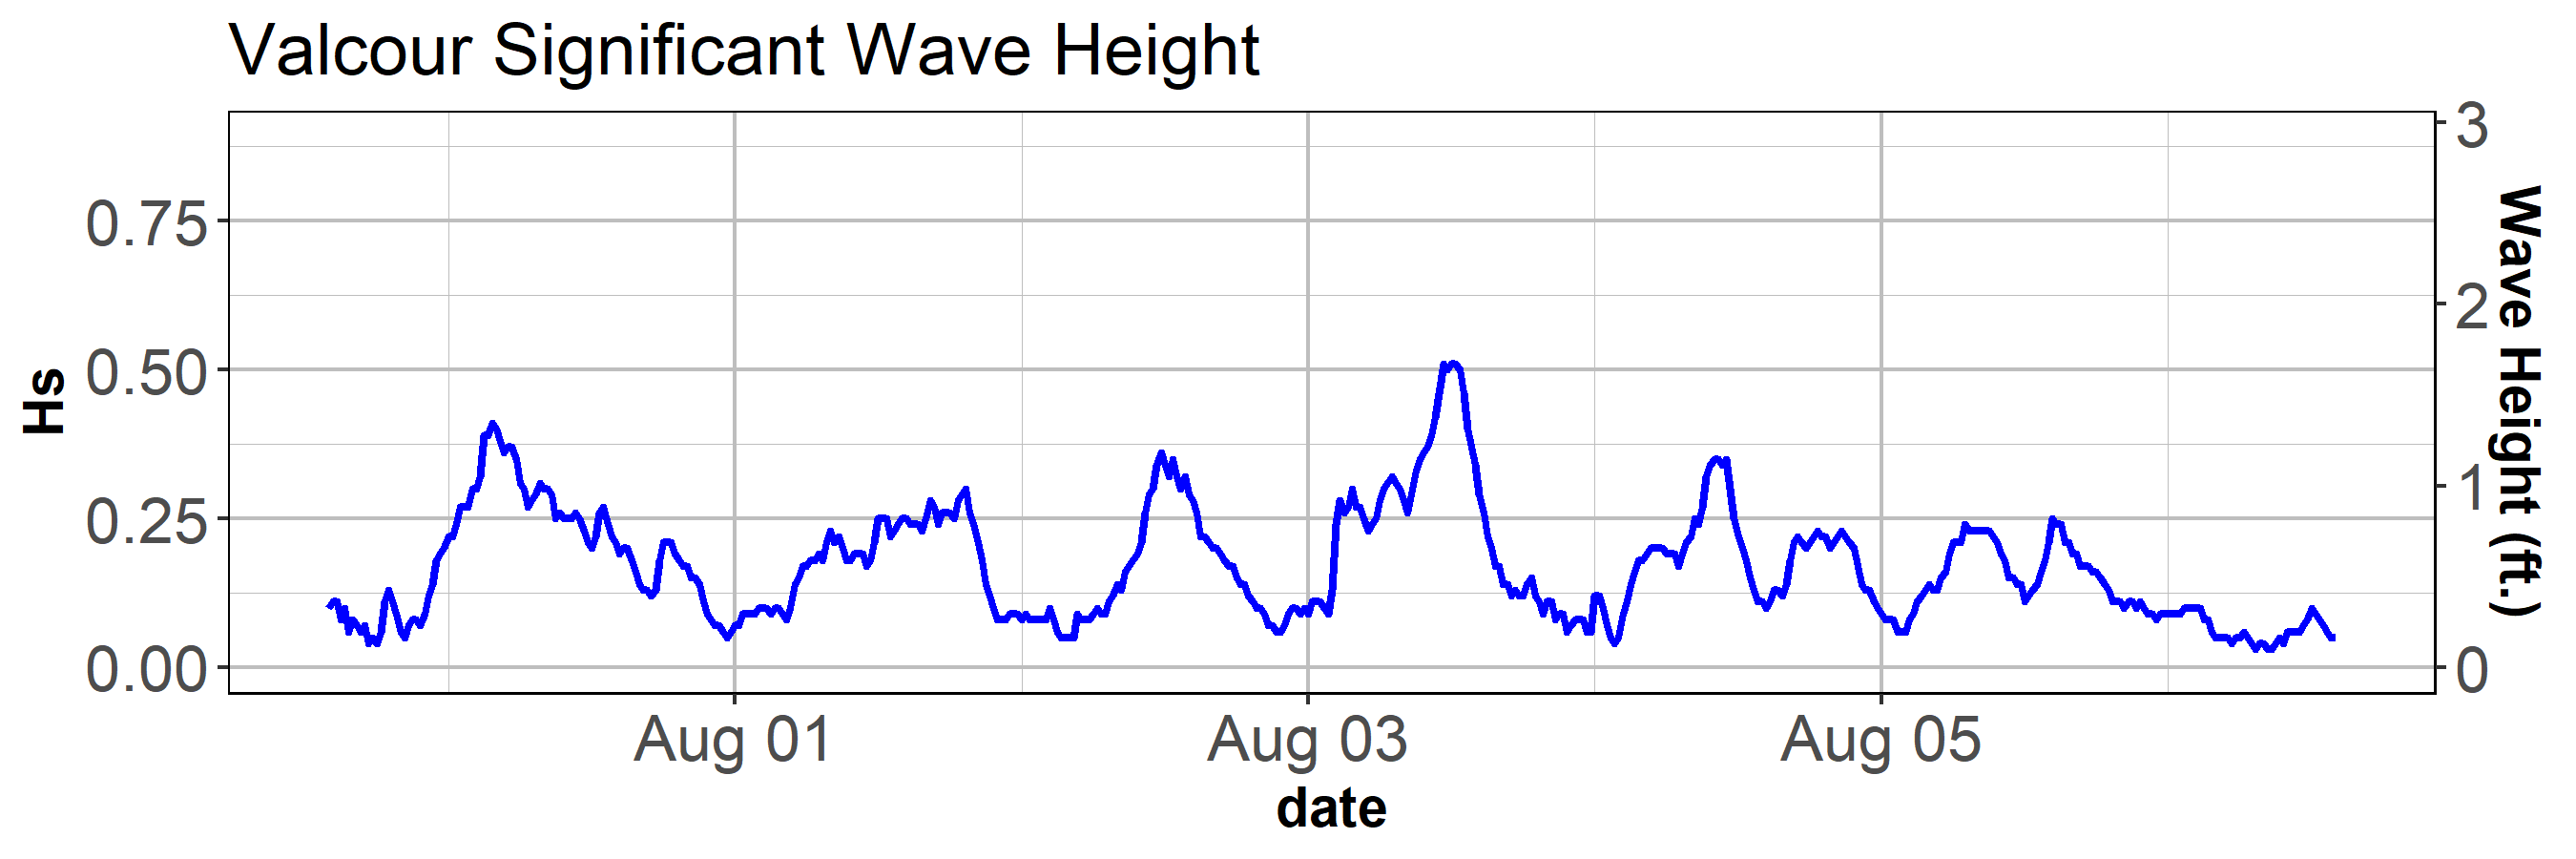 Valcour Significant Wave Height
Hs
0.75
0.50
0.25
0.00
3
2
1
0
Wave Height (ft.)
Aug 01
Aug 03
Aug 05
date